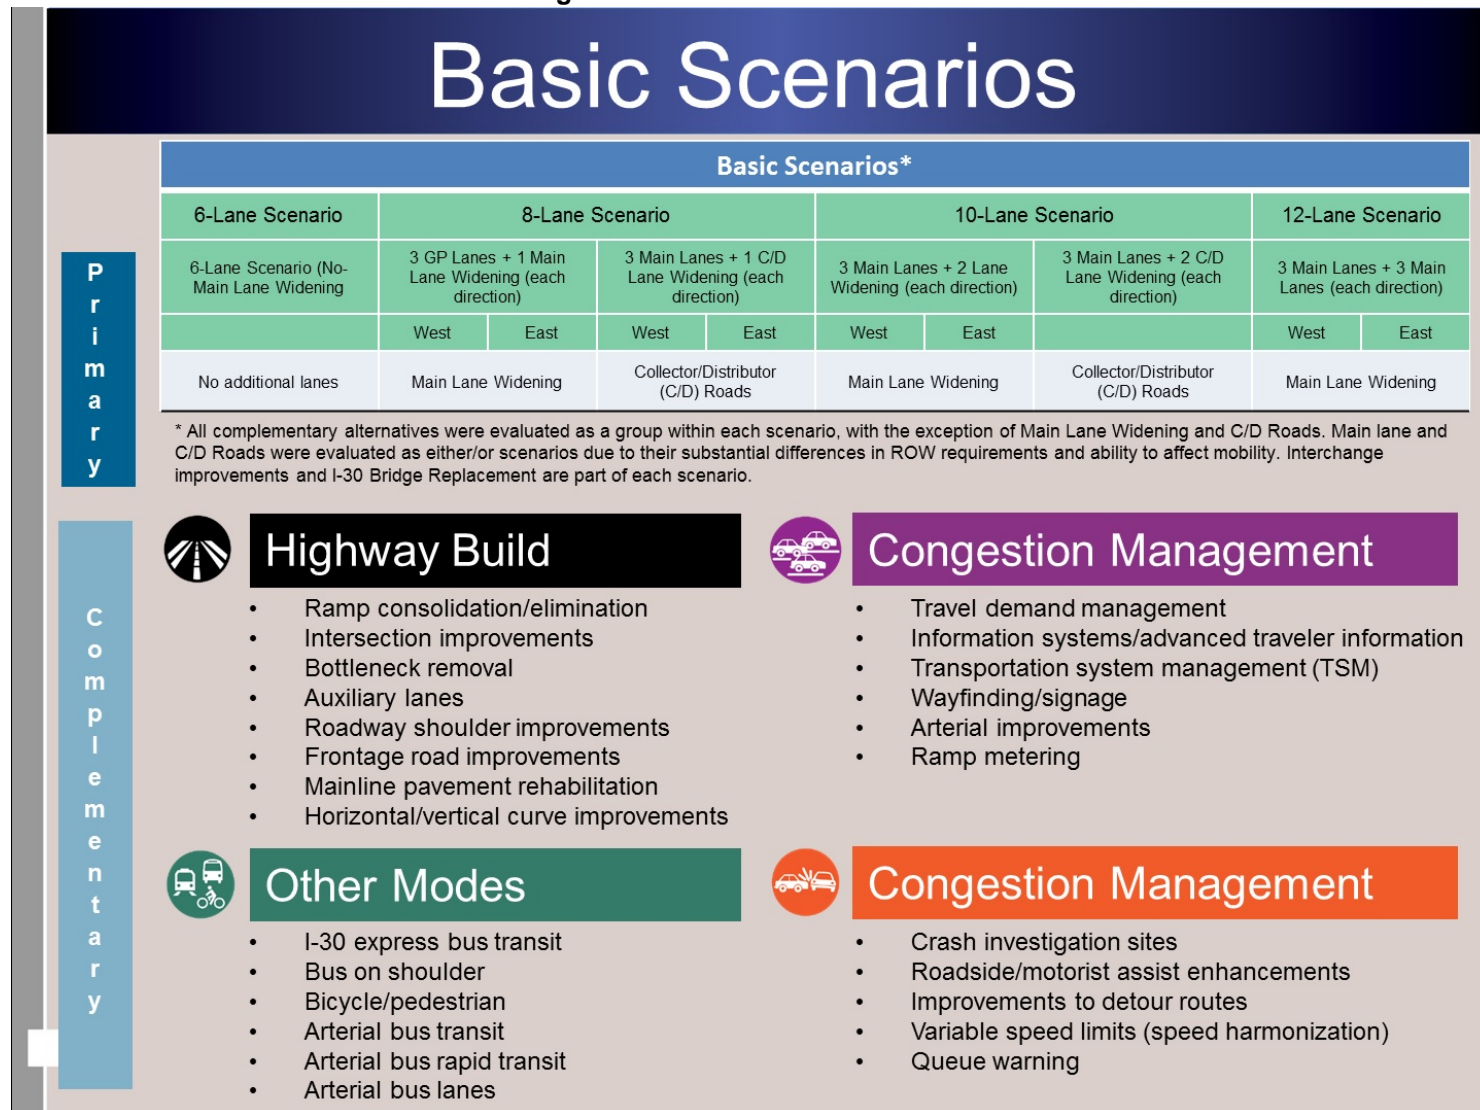 Basic Scenarios
Basic Scenarios*
6-Lane Scenario
8-Lane Scenario
10-Lane Scenario
12-Lane Scenario
6-Lane Scenario (No-
Main Lane Widening
3 GP Lanes + 1 Main
Lane Widening (each
direction)
3 Main Lanes + 1 C/D
Lane Widening (each
direction)
3 Main Lanes + 2 Lane
Widening (each direction)
3 Main Lanes + 2 C/D
Lane Widening (each
direction)
3 Main Lanes + 3 Main
Lanes (each direction)
West
East
West
East
West
East
West
East
No additional lanes
Main Lane Widening
Collector/Distributor
(C/D) Roads
Main Lane Widening
Collector/Distributor
(C/D) Roads
Main Lane Widening
Primary
* All complementary alternatives were evaluated as a group within each scenario, with the exception of Main Lane Widening and C/D Roads. Main lane and
C/D Roads were evaluated as either/or scenarios due to their substantial differences in ROW requirements and ability to affect mobility. Interchange
improvements and I-30 Bridge Replacement are part of each scenario.
Complementary
Highway Build
• Ramp consolidation/elimination
• Intersection improvements
• Bottleneck removal
• Auxiliary lanes
• Roadway shoulder improvements
• Frontage road improvements
• Mainline pavement rehabilitation
• Horizontal/vertical curve improvements
Congestion Management
• Travel demand management
• Information systems/advanced traveler information
• Transportation system management (TSM)
• Wayfinding/signage
• Arterial improvements
• Ramp metering
Other Modes
• I-30 express bus transit
• Bus on shoulder
• Bicycle/pedestrian
• Arterial bus transit
• Arterial bus rapid transit
• Arterial bus lanes
Congestion Management
• Crash investigation sites
• Roadside/motorist assist enhancements
• Improvements to detour routes
• Variable speed limits (speed harmonization)
• Queue warning